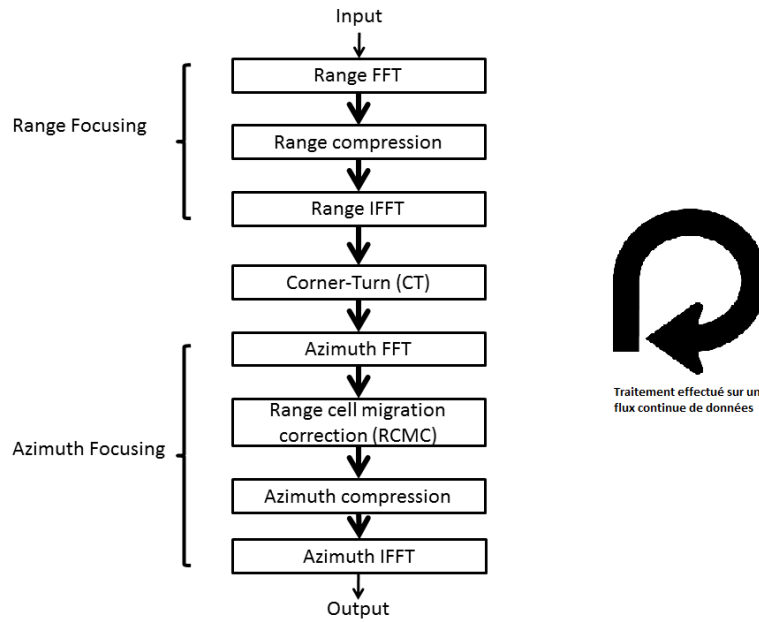 Input
Range FFT
Range Focusing
Range compression
Range IFFT
Corner-Turn (CT)
Azimuth FFT
Range cell migration
correction (RCMC)
Azimuth Focusing
Azimuth compression
Azimuth IFFT
Output
Traitement effectué sur un
flux continue de données